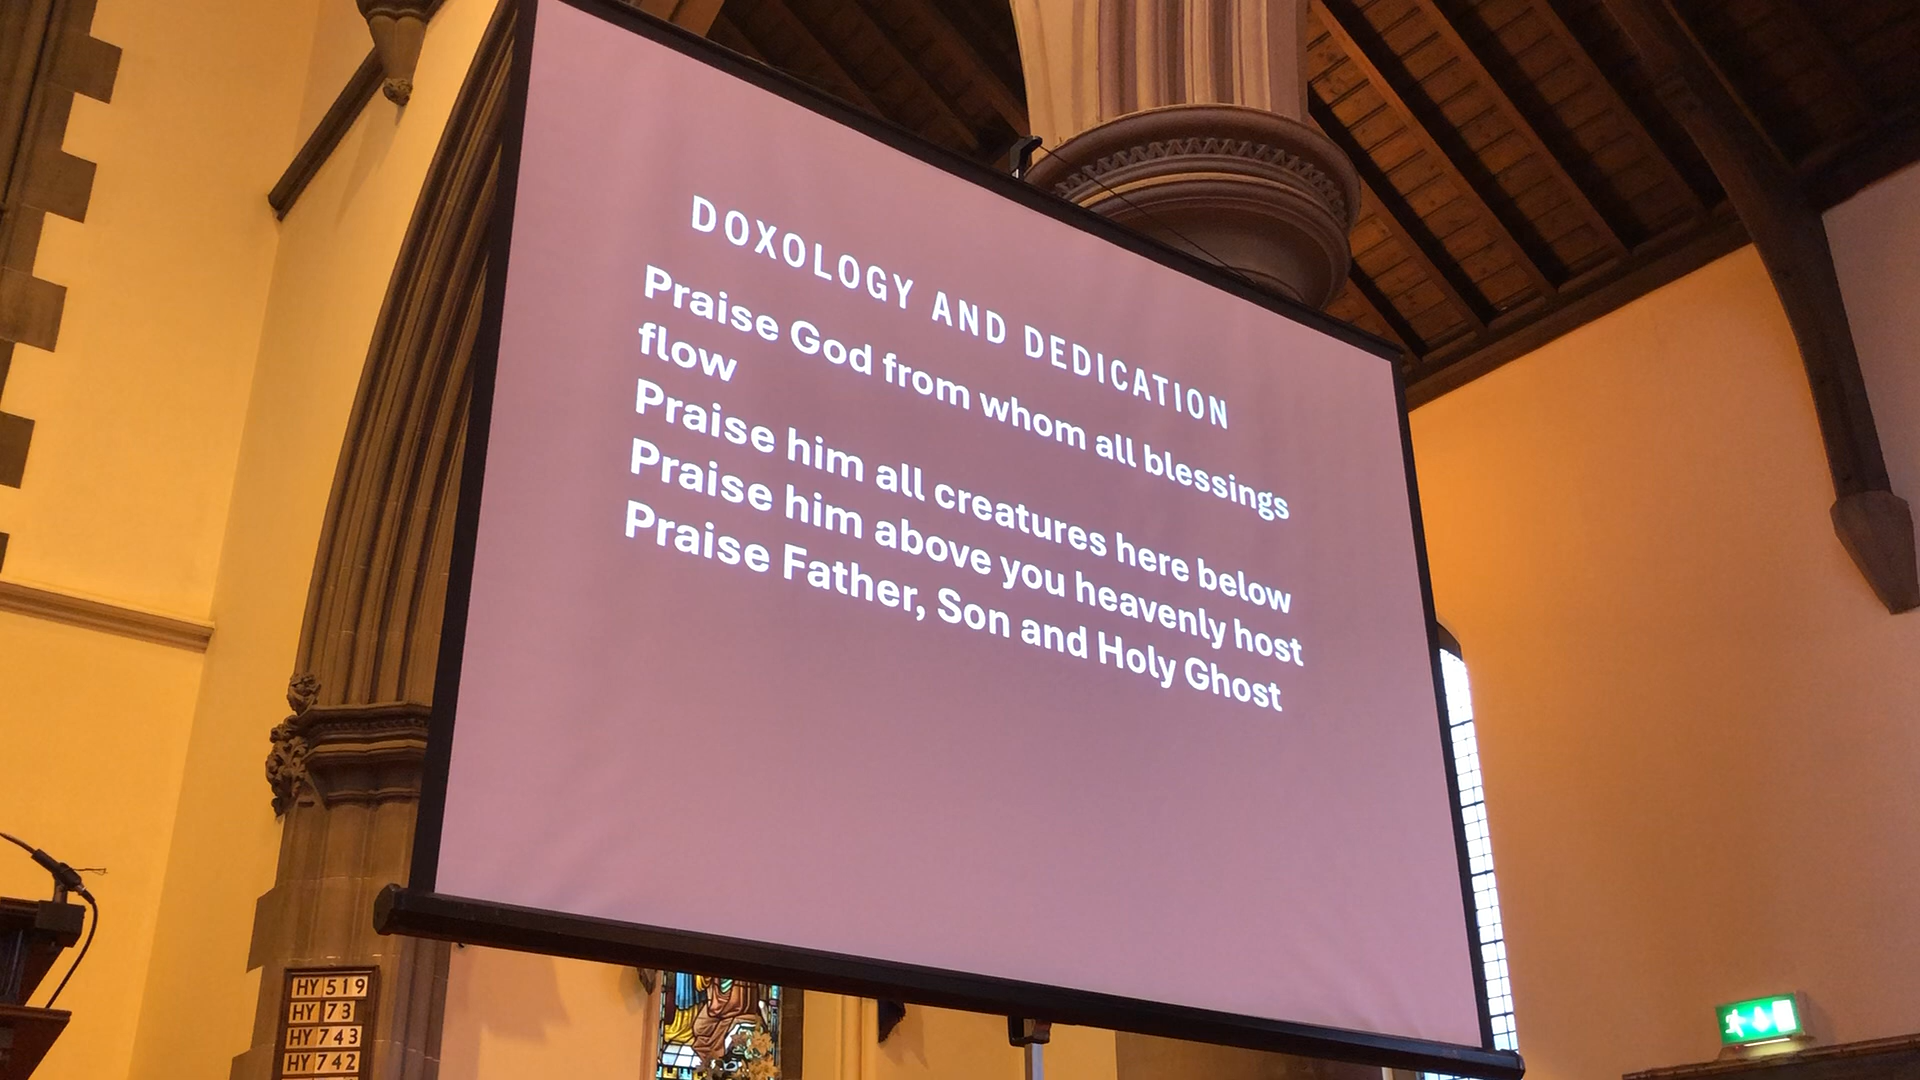 DOXOLOGY AND DEDICATION
Praise God from whom all blessings
flow
Praise him all creatures here below
Praise him above you heavenly host
Praise Father, Son and Holy Ghost
HY 519
HY 73
HY 743
HY 742